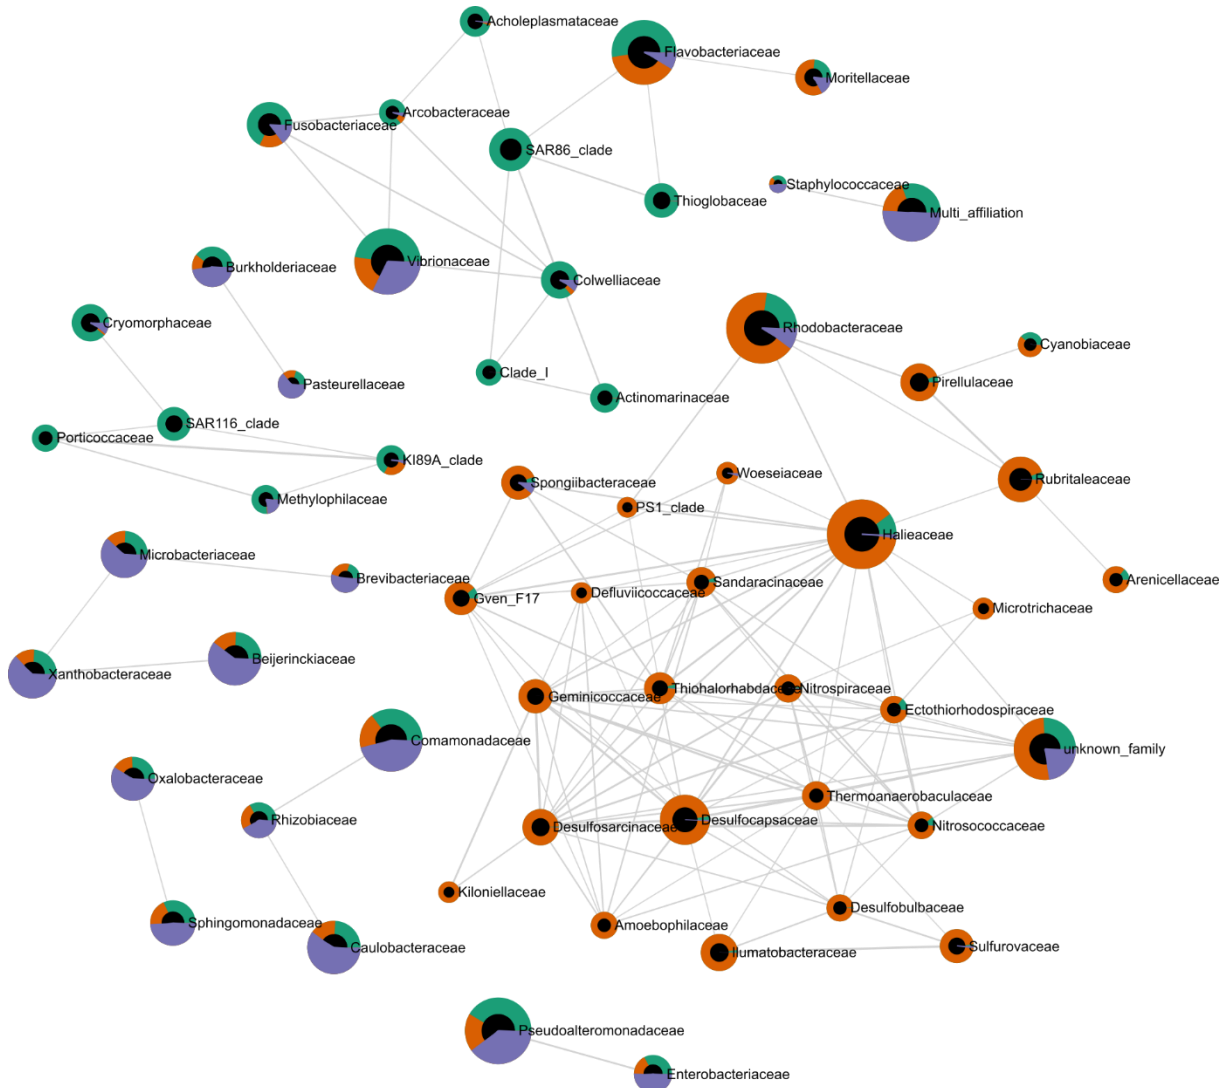 Acholeplasmataceae
Flavobacteriaceae
Moritellaceae
Arcobacteraceae
Fusobacteriaceae
SAR86_clade
Staphylococcaceae
Thioglobaceae
Multi_affiliation
Vibrionaceae
Burkholderiaceae
Colwelliaceae
Cryomorphaceae
Rhodobacteraceae
Cyanobiaceae
Clade_I
Pirellulaceae
Pasteurellaceae
Actinomarinaceae
SAR116_clade
Porticoccaceae
KI89A_clade
Woeseiaceae
Rubritaleaceae
Spongiibacteraceae
Methylophilaceae
PS1_clade
Halieaceae
Microbacteriaceae
Brevibacteriaceae
Arenicellaceae
Sandaracinaceae
Defluviicoccaceae
Gven_F17
Microtrichaceae
Beijerinckiaceae
Xanthobacteraceae
Thiohalorhabdaceae
Nitrospiraceae
Geminicoccaceae
Ectothiorhodospiraceae
Comamonadaceae
unknown_family
Oxalobacteraceae
Thermoanaerobaculaceae
Rhizobiaceae
Desulfocapsaceae
Nitrosococcaceae
Desulfosarcinaceae
Kiloniellaceae
Desulfobulbaceae
Sphingomonadaceae
Amoebophilaceae
Caulobacteraceae
Sulfurovaceae
Ilumatobacteraceae
Pseudoalteromonadaceae
Enterobacteriaceae